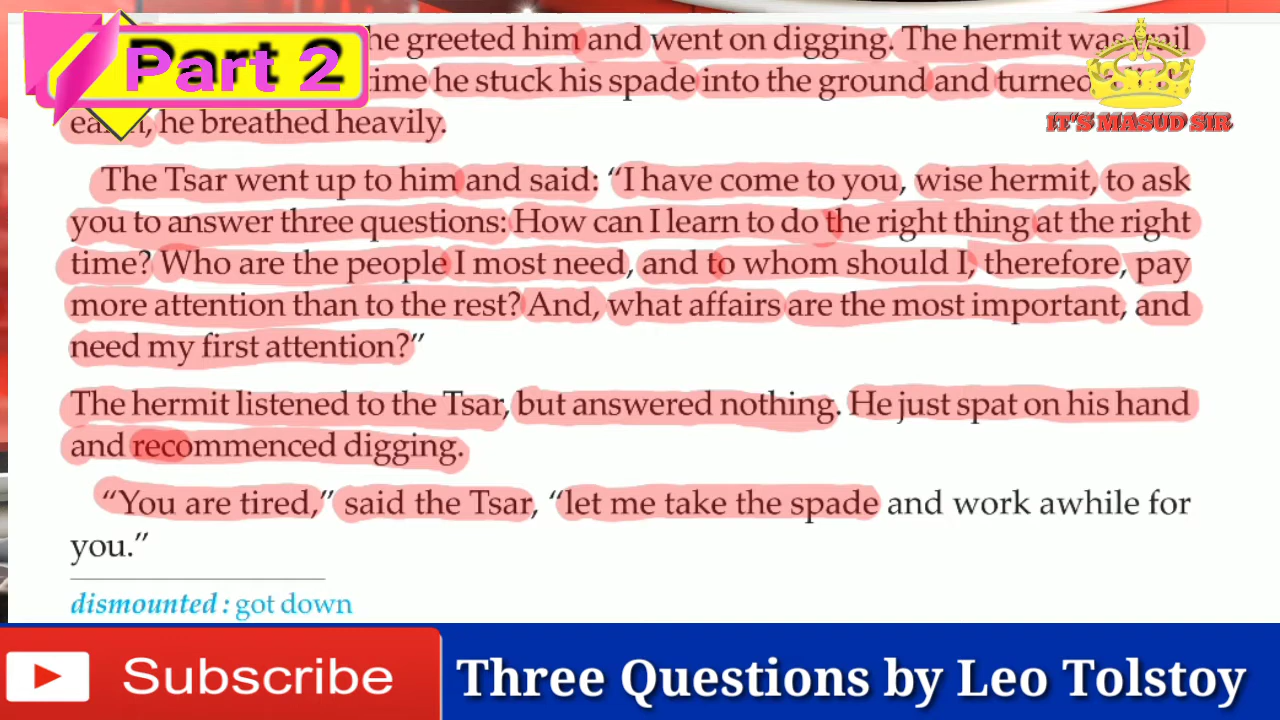 Part 2
he greeted him and went on digging. The hermit was
time he stuck his spade into the ground and turned
he breathed heavily.
IT'S MASUD SIR
The Tsar went up to him and said: “I have come to you, wise hermit, to ask
you to answer three questions: How can I learn to do the right thing at the right
time? Who are the people I most need, and to whom should I, therefore, pay
more attention than to the rest? And, what affairs are the most important, and
need my first attention?”
The hermit listened to the Tsar, but answered nothing. He just spat on his hand
and recommenced digging.
“You are tired,” said the Tsar, “let me take the spade and work awhile for
you.”
dismounted : got down
Subscribe
Three Questions by Leo Tolstoy